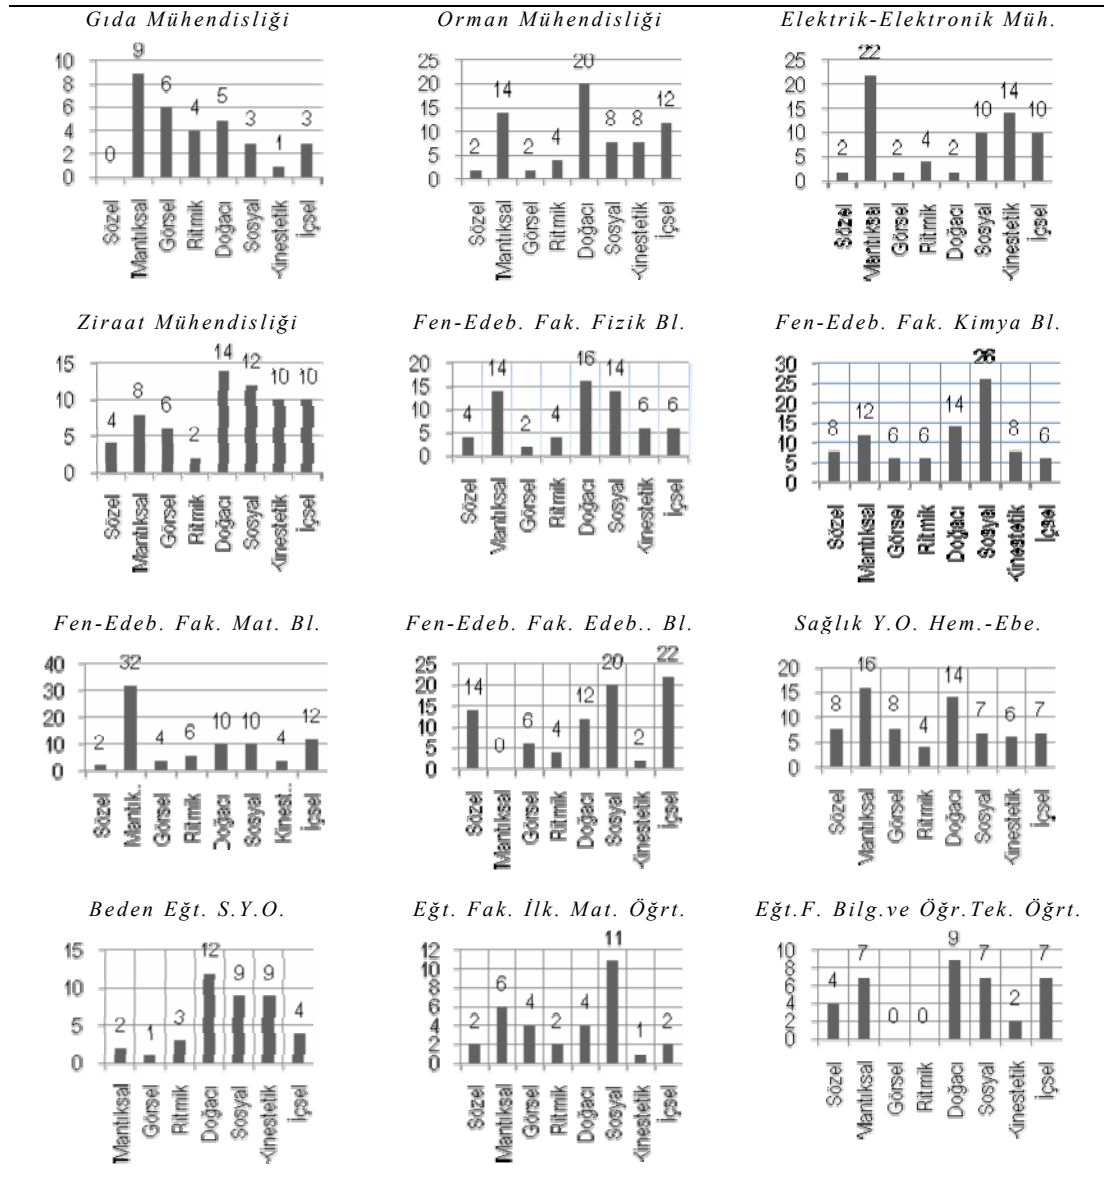 Gıda Mühendisliği
10
8
6
4
2
0
0 9 6 4 5 3 1 3
Sözel Mantıksal Görsel Ritmik Doğacı Sosyal Kinestetik İçsel
Orman Mühendisliği
25
20
15
10
5
0
2 14 2 4 20 8 8 12
Sözel Mantıksal Görsel Ritmik Doğacı Sosyal Kinestetik İçsel
Elektrik-Elektronik Müh.
25
20
15
10
5
0
2 22 2 4 2 10 14 10
Sözel Mantıksal Görsel Ritmik Doğacı Sosyal Kinestetik İçsel
Ziraat Mühendisliği
15
10
5
0
4 8 6 2 14 12 10 10
Sözel Mantıksal Görsel Ritmik Doğacı Sosyal Kinestetik İçsel
Fen-Edeb. Fak. Fizik Bl.
20
15
10
5
0
4 14 2 4 16 14 6 6
Sözel Mantıksal Görsel Ritmik Doğacı Sosyal Kinestetik İçsel
Fen-Edeb. Fak. Kimya Bl.
30
25
20
15
10
5
0
8 12 6 6 14 26 8 6
Sözel Mantıksal Görsel Ritmik Doğacı Sosyal Kinestetik İçsel
Fen-Edeb. Fak. Mat. Bl.
40
30
20
10
0
2 32 4 6 10 10 4 12
Sözel Mantık... Görsel Ritmik Doğacı Sosyal Kinest... İçsel
Fen-Edeb. Fak. Edeb.. Bl.
25
20
15
10
5
0
14 0 6 4 12 20 2 22
Sözel Mantıksal Görsel Ritmik Doğacı Sosyal Kinestetik İçsel
Sağlık Y.O. Hem.-Ebe.
20
15
10
5
0
8 16 8 4 14 7 6 7
Sözel Mantıksal Görsel Ritmik Doğacı Sosyal Kinestetik İçsel
Beden Eğt. S.Y.O.
15
10
5
0
2 1 3 12 9 9 4
Mantıksal Görsel Ritmik Doğacı Sosyal Kinestetik İçsel
Eğt. Fak. İlk. Mat. Öğrt.
12
10
8
6
4
2
0
2 6 4 2 4 11 1 2
Sözel Mantıksal Görsel Ritmik Doğacı Sosyal Kinestetik İçsel
Eğt.F. Bilg.ve Öğr.Tek. Öğrt.
10
8
6
4
2
0
4 7 0 0 9 7 2 7
Sözel Mantıksal Görsel Ritmik Doğacı Sosyal Kinestetik İçsel